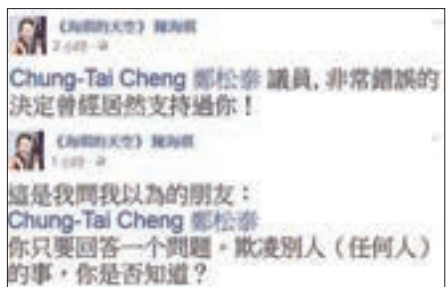 Chung-Tai Cheng 鄭松泰 議員, 非常錯誤的
決定曾經居然支持過你！
這是我問我以為的朋友：
Chung-Tai Cheng 鄭松泰
你只要回答一个問題。欺凌別人（任何人）
的事，你是否知道？